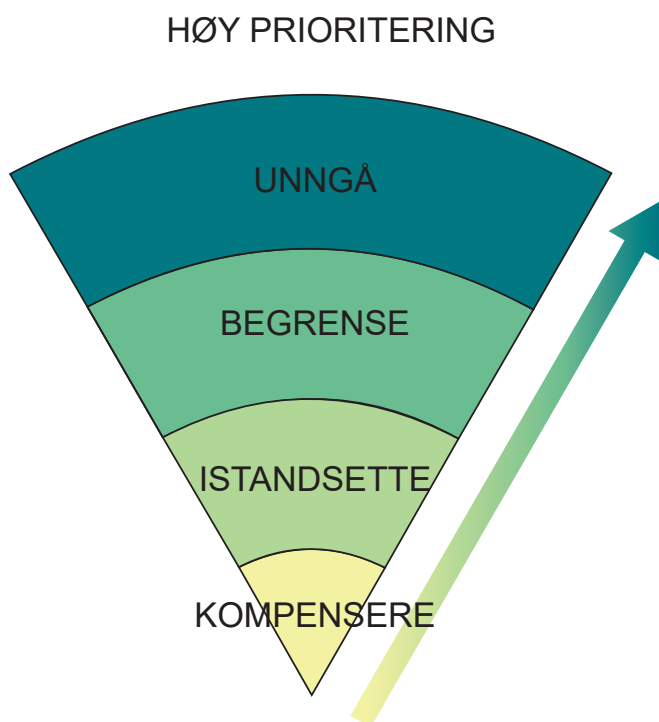 HØY PRIORITERING
UNNGÅ
BEGRENSE
ISTANDSETTE
KOMPENSERE